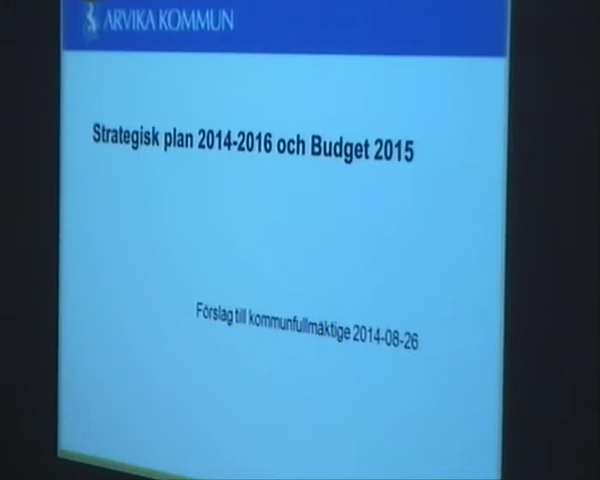 ARVIKA KOMMUN
Strategisk plan 2014-2016 och Budget 2015
Förslag till kommunfullmäktige 2014-08-26